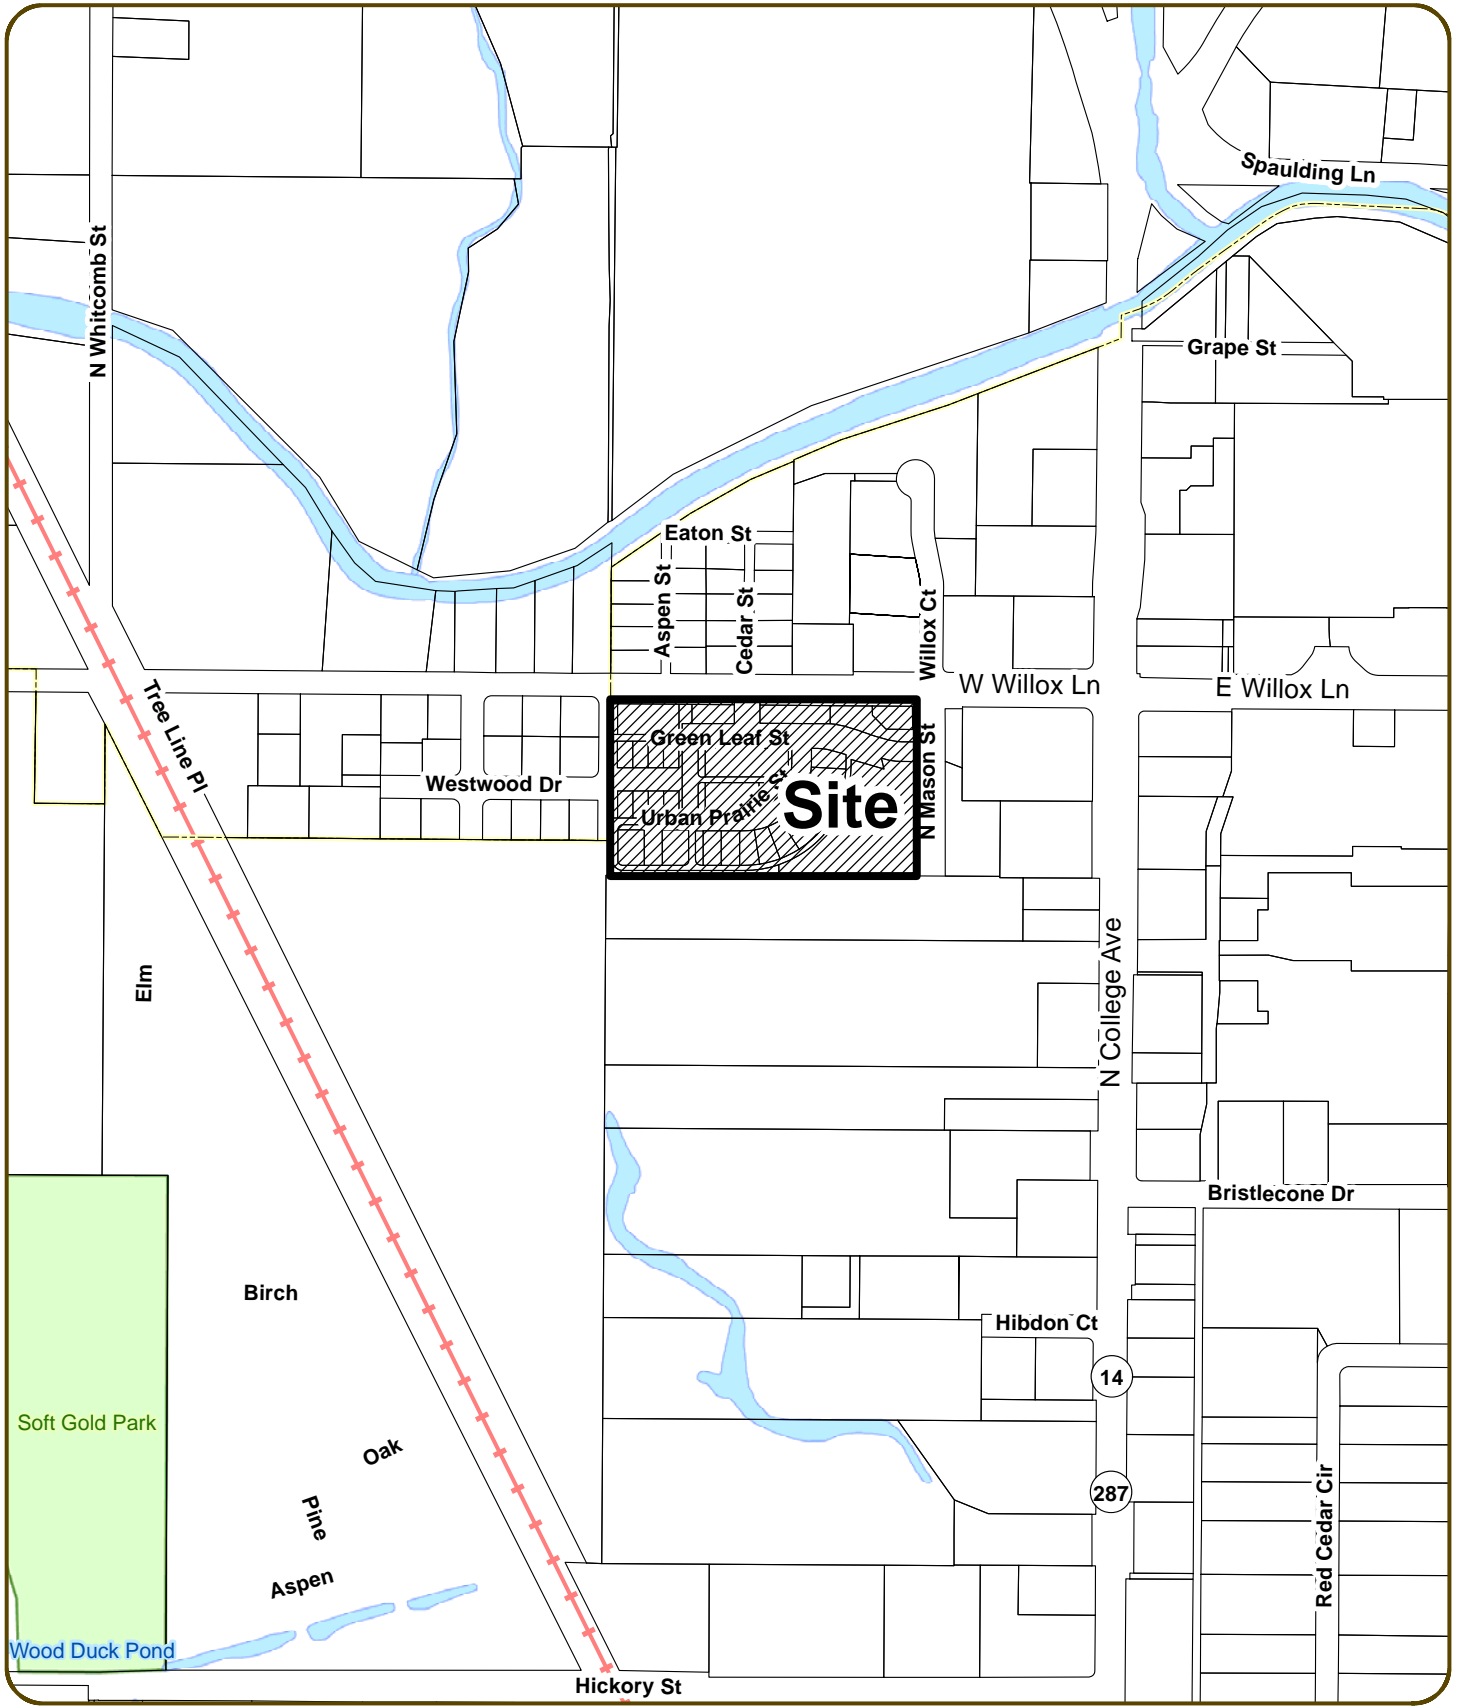 Spaulding Ln
N Whitcomb St
Grape St
Eaton St
Aspen St
Cedar St
Willox Ct
W Willox Ln
E Willox Ln
Tree Line Pl
Green Leaf St
N Mason St
Westwood Dr
Urban Prairie St
Site
Elm
N College Ave
Bristlecone Dr
Birch
Hibdon Ct
14
Soft Gold Park
Oak
287
Pine
Red Cedar Cir
Aspen
Wood Duck Pond
Hickory St